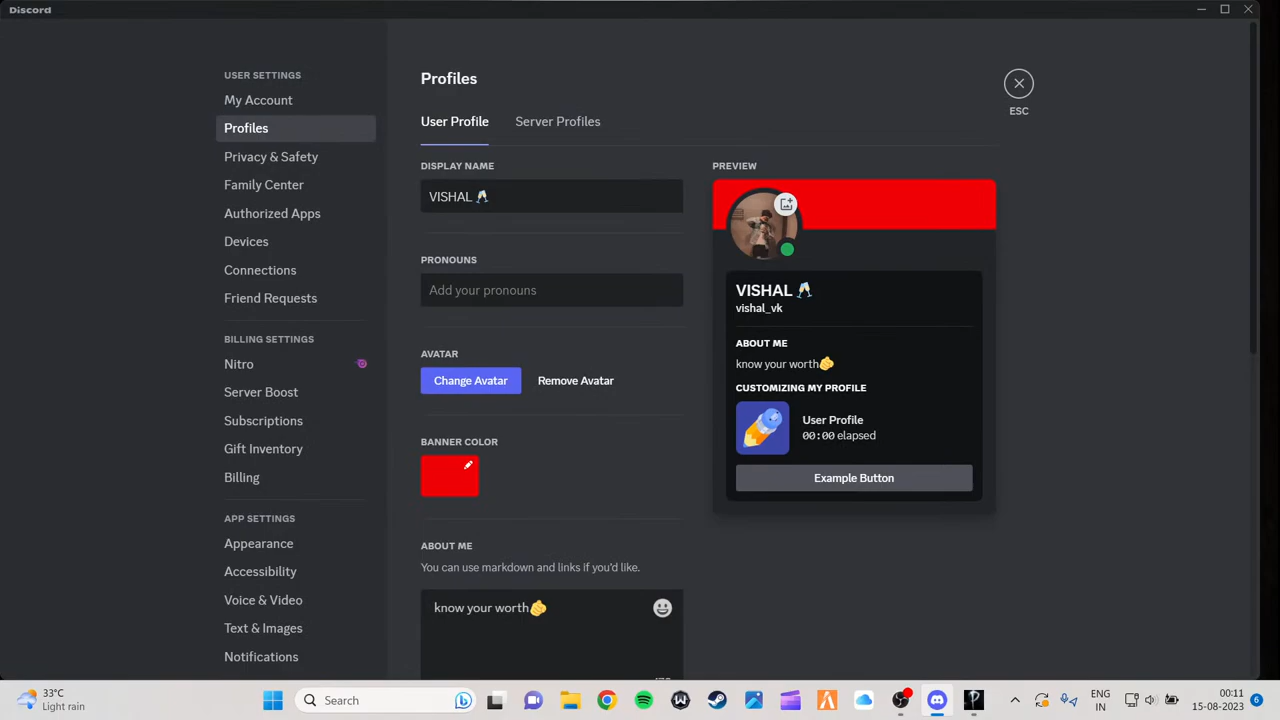 Discord
USER SETTINGS
My Account
Profiles
Privacy & Safety
Family Center
Authorized Apps
Devices
Connections
Friend Requests
BILLING SETTINGS
Nitro
Server Boost
Subscriptions
Gift Inventory
Billing
APP SETTINGS
Appearance
Accessibility
Voice & Video
Text & Images
Notifications
Profiles
User Profile Server Profiles
DISPLAY NAME
VISHAL 🥂
PRONOUNS
Add your pronouns
AVATAR
Change Avatar Remove Avatar
BANNER COLOR
ABOUT ME
You can use markdown and links if you'd like.
know your worth🫵
PREVIEW
VISHAL 🥂
vishal_vk
ABOUT ME
know your worth🫵
CUSTOMIZING MY PROFILE
User Profile
00:00 elapsed
Example Button
ESC
33°C
Light rain
Search
ENG
IN
00:11
15-08-2023
6